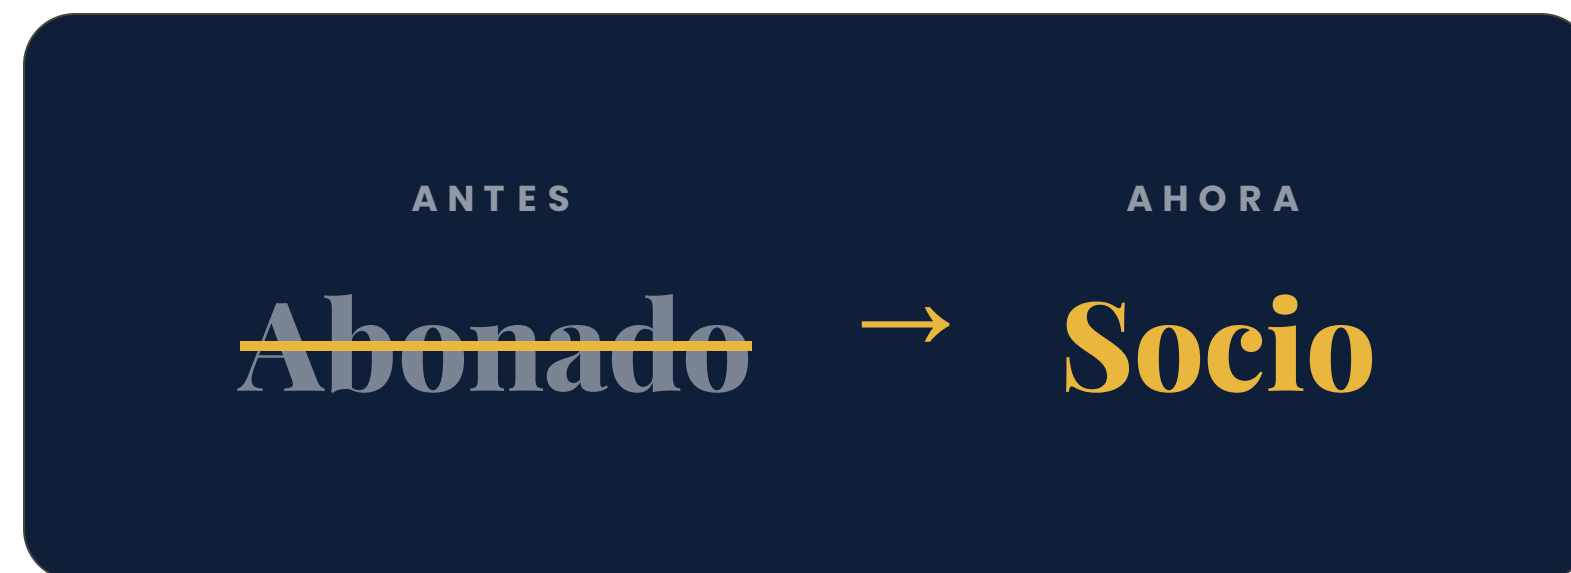 ANTES
Abonado
→
AHORA
Socio